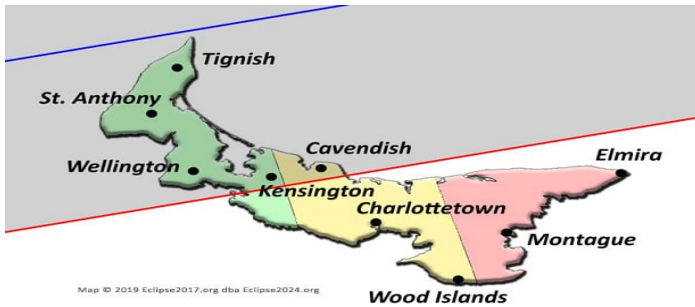 Tignish
St. Anthony
Cavendish
Wellington
Elmira
Kensington
Charlottetown
Montague
Map © 2019 Eclipse2017.org dba Eclipse2024.org
Wood Islands